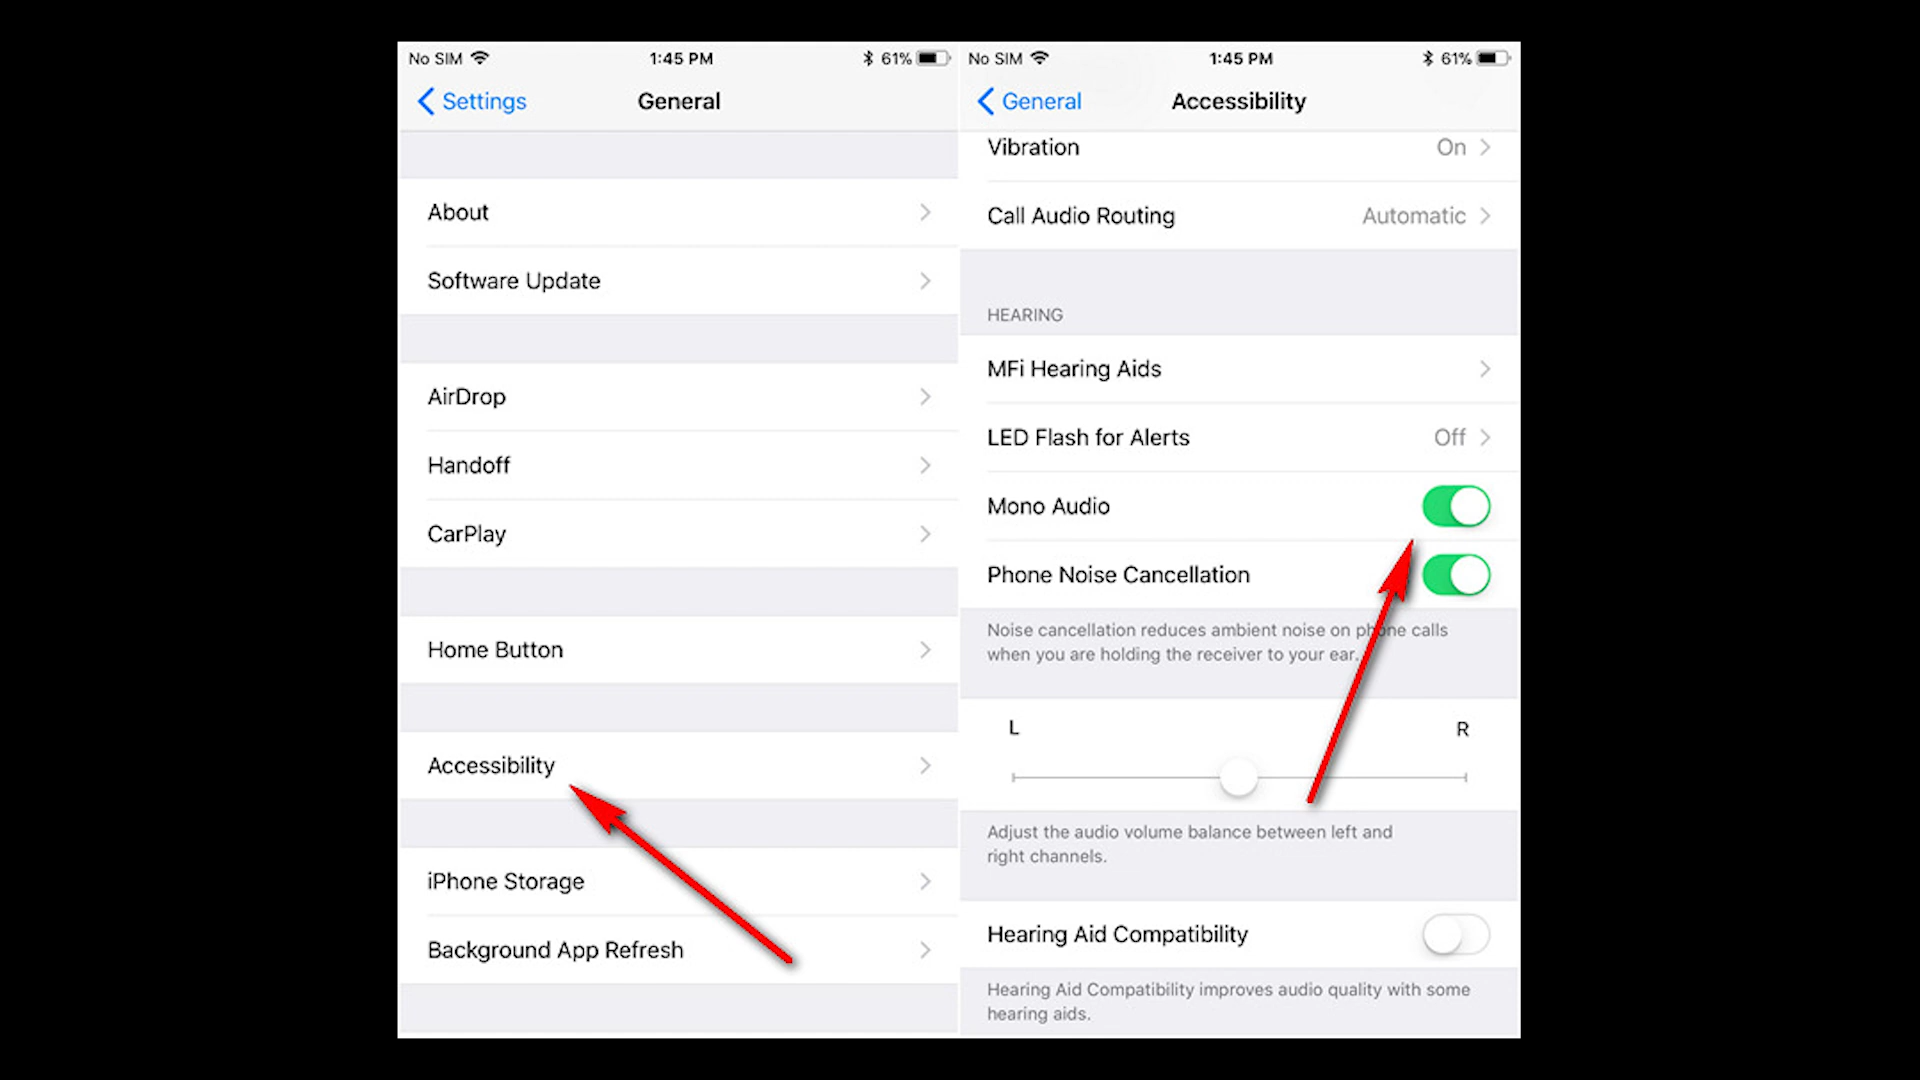 No SIM 1:45 PM 61%
Settings General
About
Software Update
AirDrop
Handoff
CarPlay
Home Button
Accessibility
iPhone Storage
Background App Refresh
No SIM 1:45 PM 61%
General Accessibility
Vibration On
Call Audio Routing Automatic
HEARING
MFi Hearing Aids
LED Flash for Alerts Off
Mono Audio
Phone Noise Cancellation
Noise cancellation reduces ambient noise on phone calls
when you are holding the receiver to your ear.
L R
Adjust the audio volume balance between left and
right channels.
Hearing Aid Compatibility
Hearing Aid Compatibility improves audio quality with some
hearing aids.